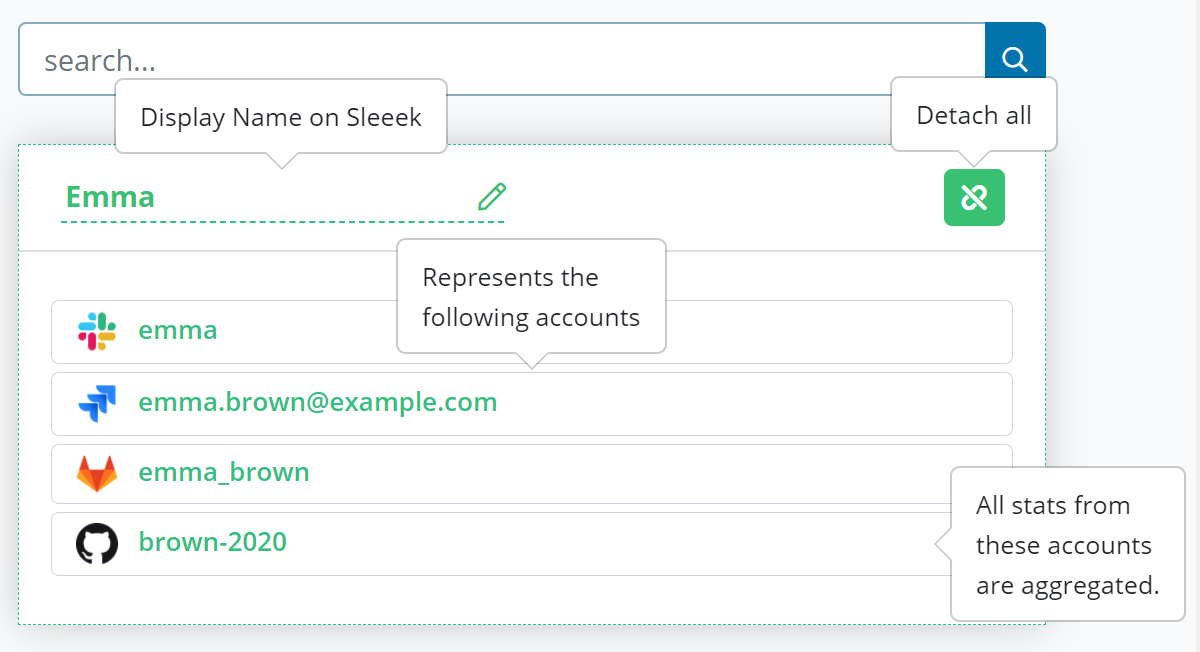 search...
Display Name on Sleeek
Detach all
Emma
Represents the
following accounts
emma
emma.brown@example.com
emma_brown
brown-2020
All stats from
these accounts
are aggregated.